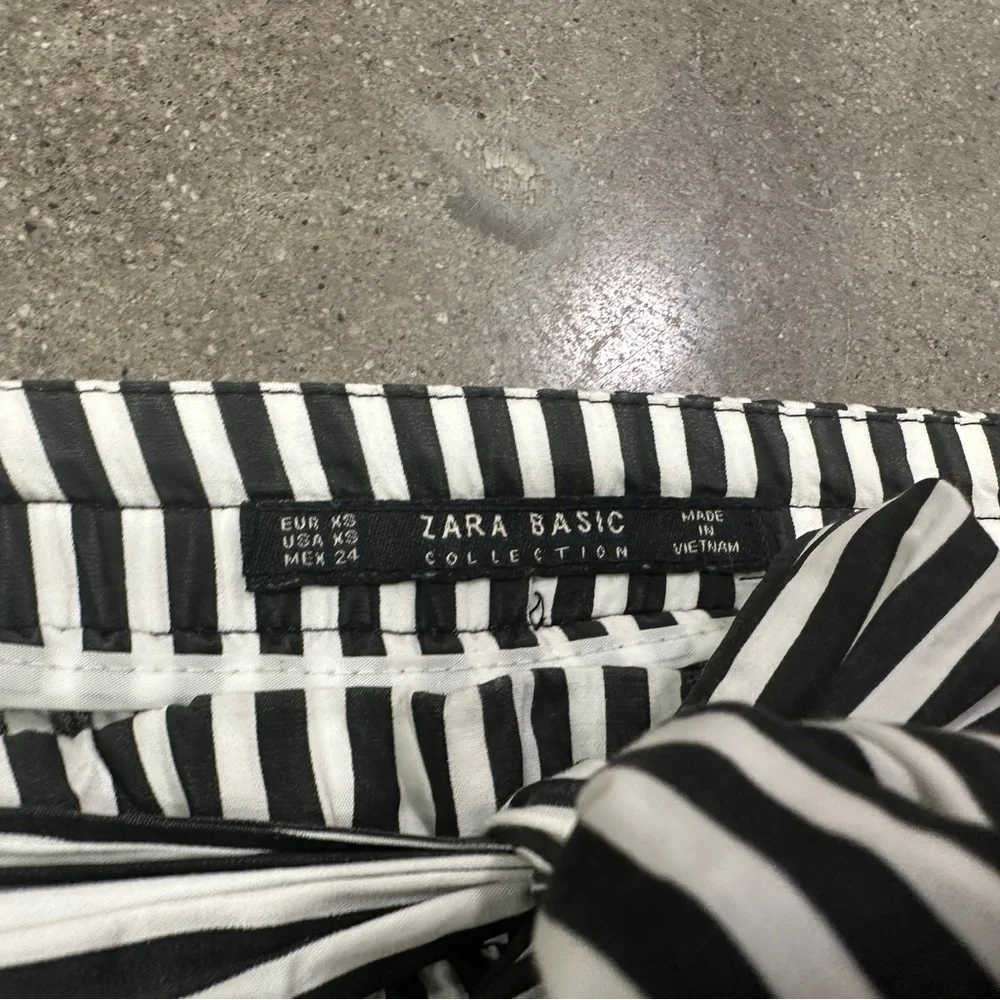 EUR XS
USA XS
MEX 24
ZARA BASIC
COLLECTION
MADE
IN
VIETNAM